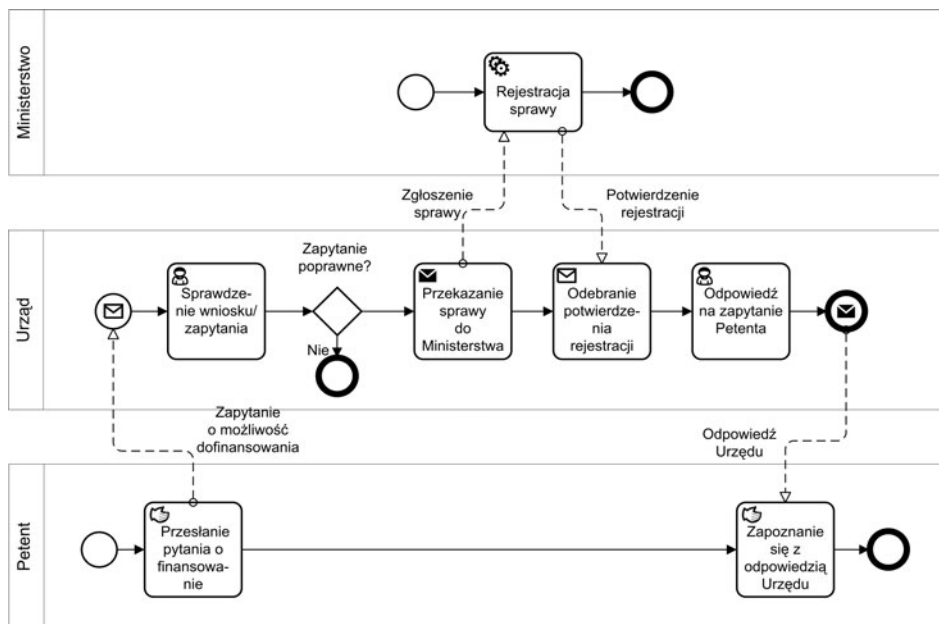 Ministerstwo
Rejestracja
sprawy
Zgłoszenie
sprawy
Potwierdzenie
rejestracji
Urząd
Sprawdze-
nie wniosku/
zapytania
Zapytanie
poprawne?
Nie
Przekazanie
sprawy
do
Ministerstwa
Odebranie
potwierdze-
nia
rejestracji
Odpowiedź
na zapytanie
Petenta
Zapytanie
o możliwość
dofinansowania
Odpowiedź
Urzędu
Petent
Przesłanie
pytania o
finansowa-
nie
Zapoznanie
się z
odpowiedzią
Urzędu